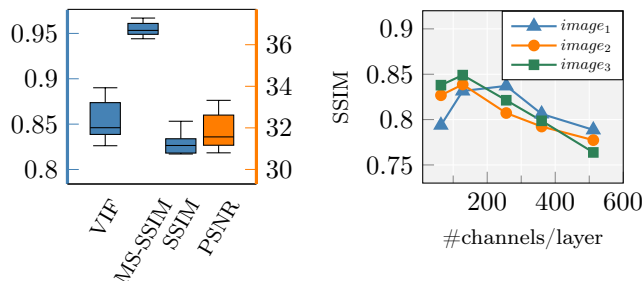 0.95
0.9
0.85
0.8
36
34
32
30
VIF
MS-SSIM
SSIM
PSNR
SSIM
0.9
0.85
0.8
0.75
image₁
image₂
image₃
200
400
600
#channels/layer